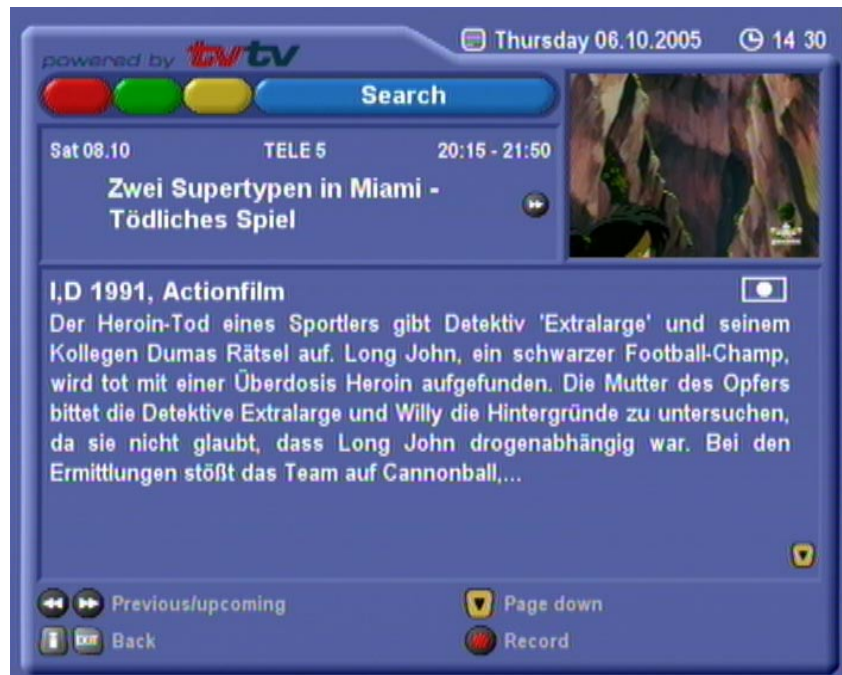 powered by tvtv
Thursday 06.10.2005 14 30
Search
Sat 08.10 TELE 5 20:15 - 21:50
Zwei Supertypen in Miami -
Tödliches Spiel
I,D 1991, Actionfilm
Der Heroin-Tod eines Sportlers gibt Detektiv 'Extralarge' und seinem
Kollegen Dumas Rätsel auf. Long John, ein schwarzer Football-Champ,
wird tot mit einer Überdosis Heroin aufgefunden. Die Mutter des Opfers
bittet die Detektive Extralarge und Willy die Hintergründe zu untersuchen,
da sie nicht glaubt, dass Long John drogenabhängig war. Bei den
Ermittlungen stößt das Team auf Cannonball,...
Previous/upcoming Page down
i EXIT Back Record